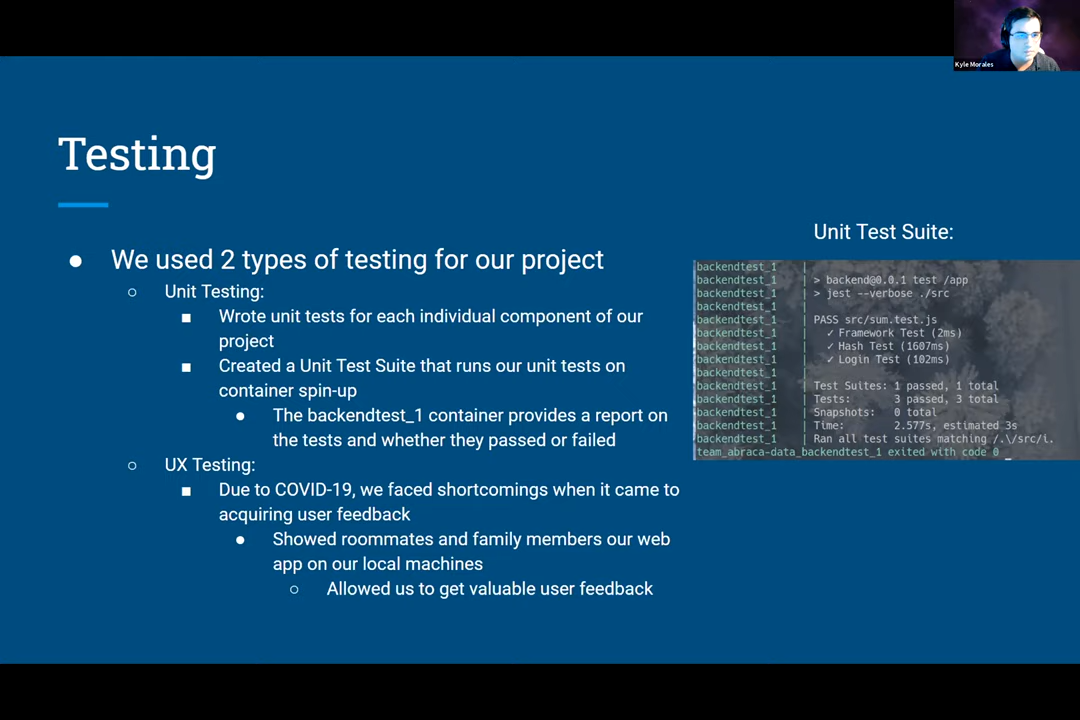 Kyle Morales
Testing
Unit Test Suite:
● We used 2 types of testing for our project
○ Unit Testing:
■ Wrote unit tests for each individual component of our
project
■ Created a Unit Test Suite that runs our unit tests on
container spin-up
● The backendtest_1 container provides a report on
the tests and whether they passed or failed
○ UX Testing:
■ Due to COVID-19, we faced shortcomings when it came to
acquiring user feedback
● Showed roommates and family members our web
app on our local machines
○ Allowed us to get valuable user feedback
backendtest_1 |
backendtest_1 | > backend@0.0.1 test /app
backendtest_1 | > jest --verbose ./src
backendtest_1 |
backendtest_1 | PASS src/sum.test.js
backendtest_1 | ✓ Framework Test (2ms)
backendtest_1 | ✓ Hash Test (1607ms)
backendtest_1 | ✓ Login Test (102ms)
backendtest_1 |
backendtest_1 | Test Suites: 1 passed, 1 total
backendtest_1 | Tests: 3 passed, 3 total
backendtest_1 | Snapshots: 0 total
backendtest_1 | Time: 2.577s, estimated 3s
backendtest_1 | Ran all test suites matching /.\/src/i.
team_abraca-data_backendtest_1 exited with code 0